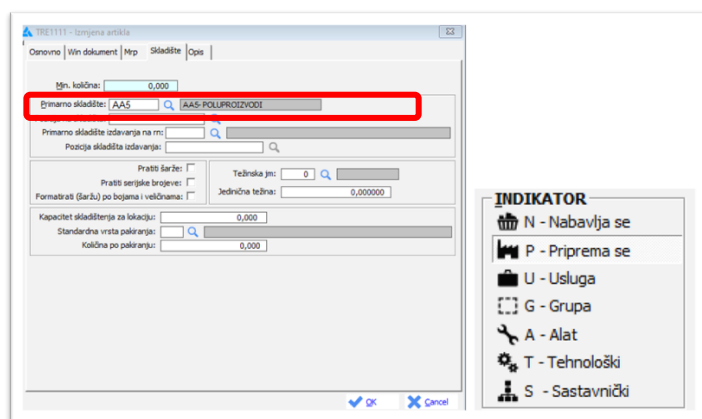 TRE1111 - Izmjena artikla
Osnovno Win dokument Mrp Skladište Opis
Min. količna: 0,000
Primarno skladište: AA5 AA5- POLUPROIZVODI
Primarno skladište izdavanja na rn:
Pozicija skladišta izdavanja:
Pratiti šarže:
Pratiti serijske brojeve:
Formatirati (šaržu) po bojama i veličinama:
Težinska jm: 0
Jedinična težina: 0,000000
Kapacitet skladištenja za lokaciju: 0,000
Standardna vrsta pakiranja:
Količna po pakiranju: 0,000
OK Cancel
INDIKATOR
N - Nabavlja se
P - Priprema se
U - Usluga
G - Grupa
A - Alat
T - Tehnološki
S - Sastavnički